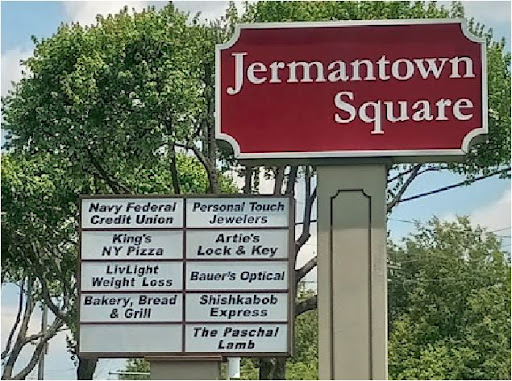 Jermantown
Square
Navy Federal
Credit Union
Personal Touch
Jewelers
King's
NY Pizza
Artie's
Lock & Key
LivLight
Weight Loss
Bauer's Optical
Bakery, Bread
& Grill
Shishkabob
Express
The Paschal
Lamb